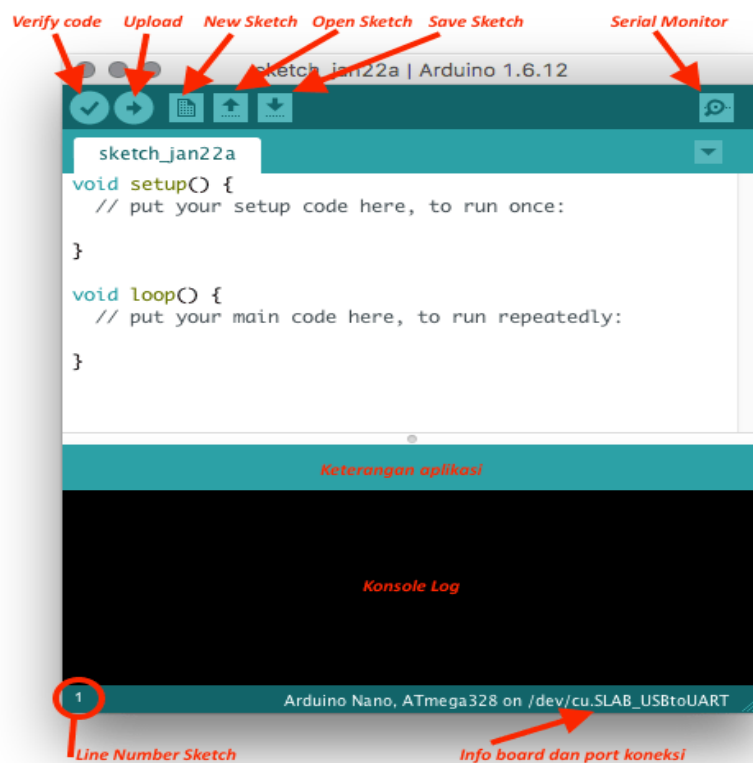 Verify code Upload New Sketch Open Sketch Save Sketch Serial Monitor
sketch_jan22a | Arduino 1.6.12
sketch_jan22a
void setup() {
// put your setup code here, to run once:
}
void loop() {
// put your main code here, to run repeatedly:
}
Keterangan aplikasi
Konsole Log
1 Arduino Nano, ATmega328 on /dev/cu.SLAB_USBtoUART
Line Number Sketch Info board dan port koneksi